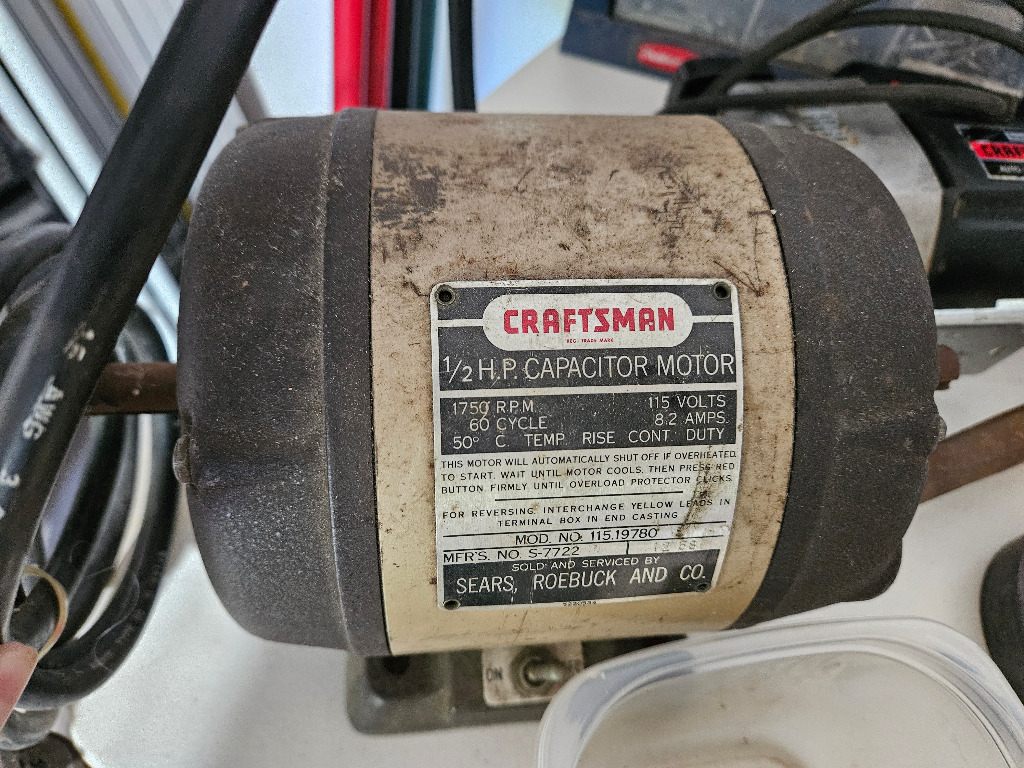 CRAFTSMAN
REG. TRADE MARK
1/2 H.P. CAPACITOR MOTOR
1750 R.P.M. 115 VOLTS
60 CYCLE 8.2 AMPS.
50° C. TEMP. RISE CONT. DUTY
THIS MOTOR WILL AUTOMATICALLY SHUT OFF IF OVERHEATED.
TO START, WAIT UNTIL MOTOR COOLS, THEN PRESS RED
BUTTON FIRMLY UNTIL OVERLOAD PROTECTOR CLICKS.
FOR REVERSING, INTERCHANGE YELLOW LEADS IN
TERMINAL BOX IN END CASTING
MOD. NO. 115.19780
MFR'S. NO. S-7722
SOLD AND SERVICED BY
SEARS, ROEBUCK AND CO.
ON
AWG 3
CRAF
AUTO